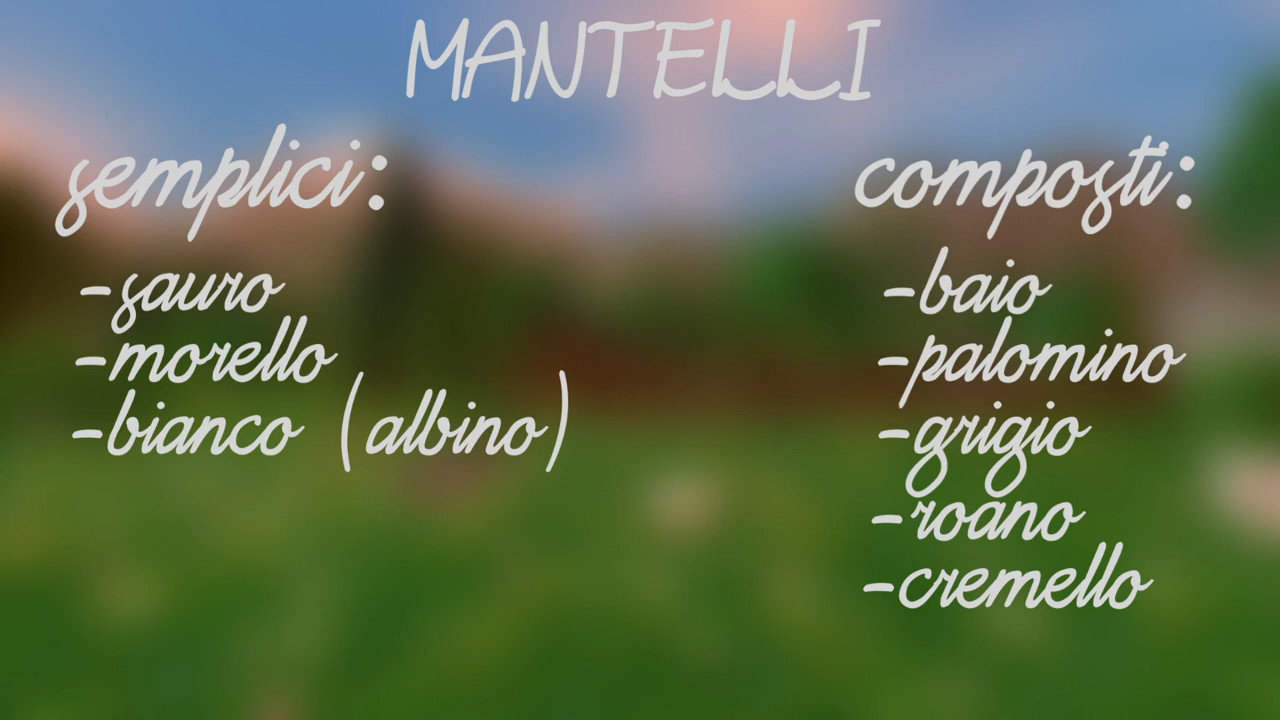 MANTELLI
semplici:
-sauro
-morello
-bianco (albino)
composti:
-baio
-palomino
-grigio
-roano
-cremello